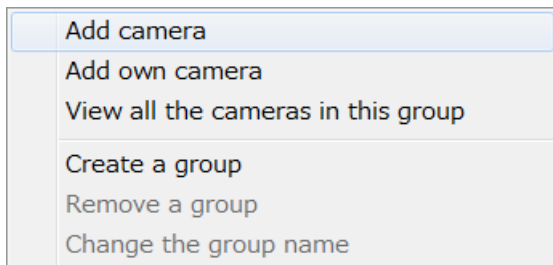 Add camera
Add own camera
View all the cameras in this group
Create a group
Remove a group
Change the group name